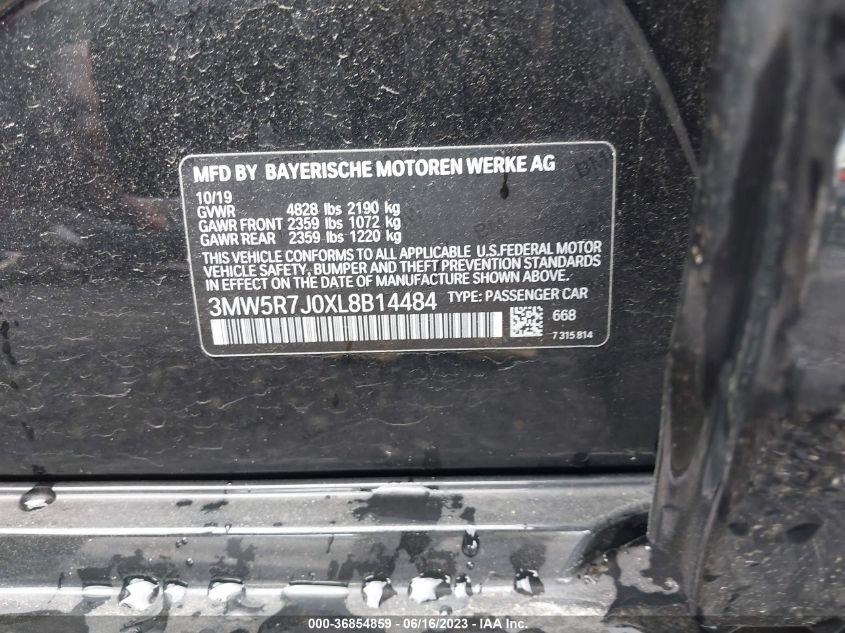 MFD BY BAYERISCHE MOTOREN WERKE AG
10/19
GVWR 4828 lbs 2190 kg
GAWR FRONT 2359 lbs 1072 kg
GAWR REAR 2359 lbs 1220 kg
THIS VEHICLE CONFORMS TO ALL APPLICABLE U.S.FEDERAL MOTOR
VEHICLE SAFETY, BUMPER AND THEFT PREVENTION STANDARDS
IN EFFECT ON THE DATE OF MANUFACTURE SHOWN ABOVE.
3MW5R7J0XL8B14484 TYPE: PASSENGER CAR
668
7 315 814
000-36854859 - 06/16/2023 - IAA Inc.